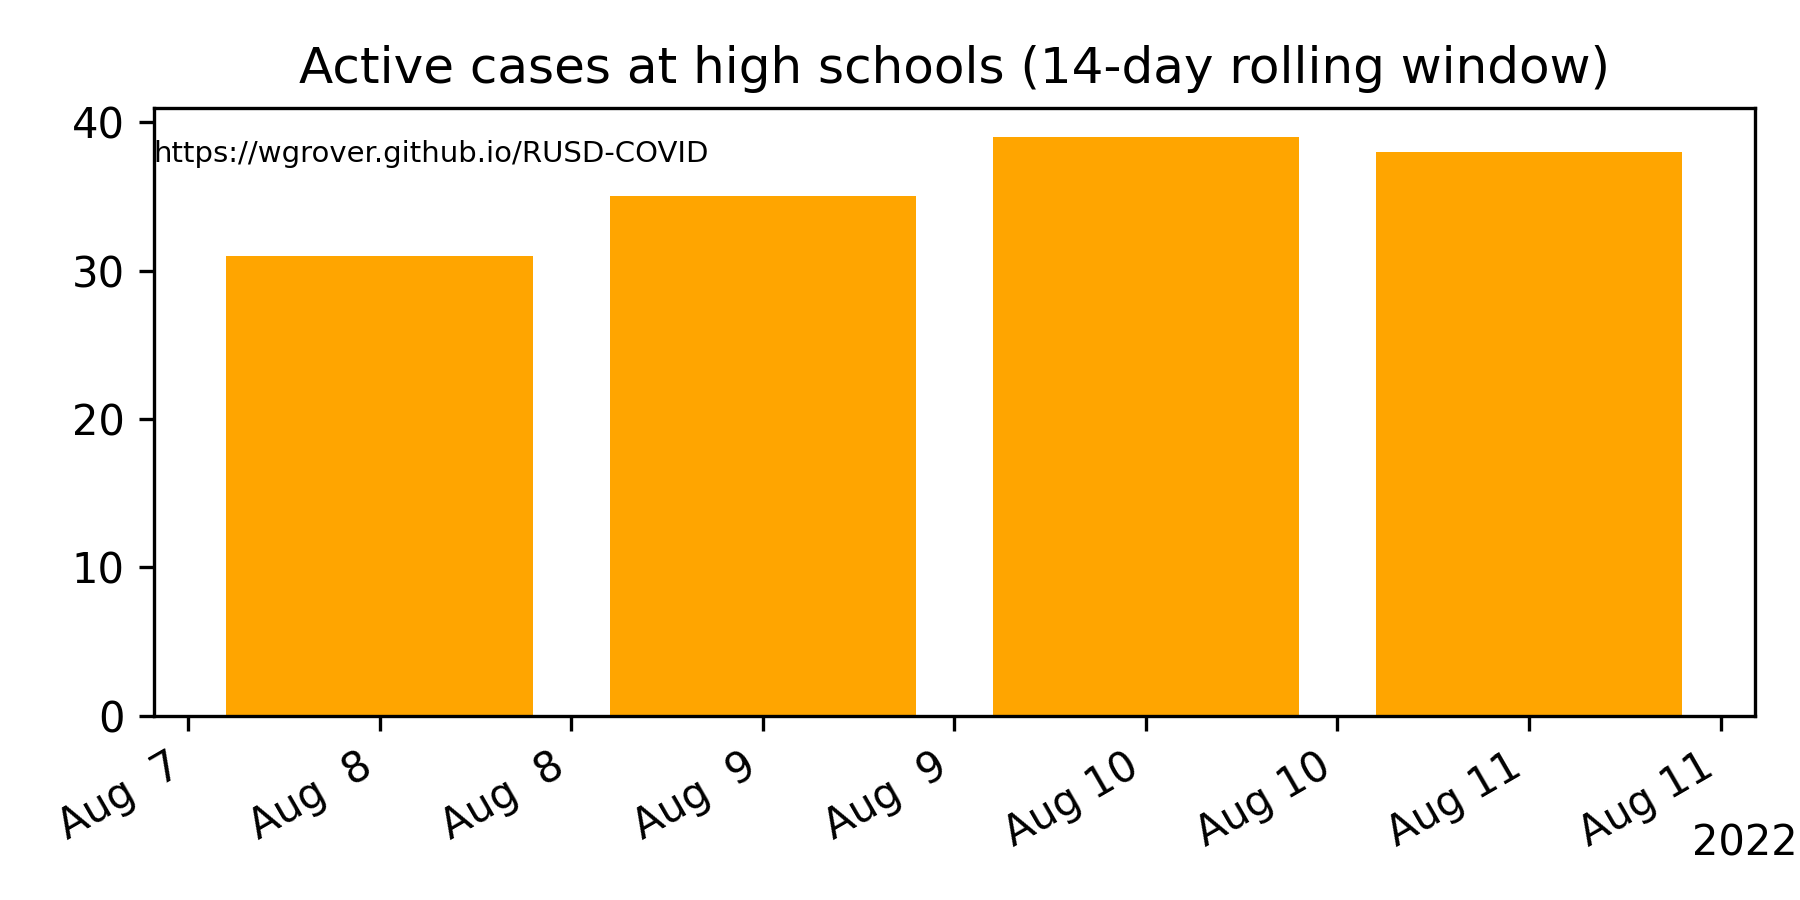 Active cases at high schools (14-day rolling window)
https://wgrover.github.io/RUSD-COVID
40
30
20
10
0
Aug 7
Aug 8
Aug 8
Aug 9
Aug 9
Aug 10
Aug 10
Aug 11
Aug 11
2022